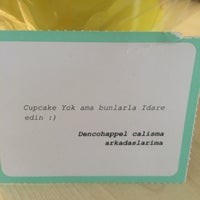 Cupcake Yok ama bunlarla Idare
edin :)
Dencohappel calisma
arkadaslarima